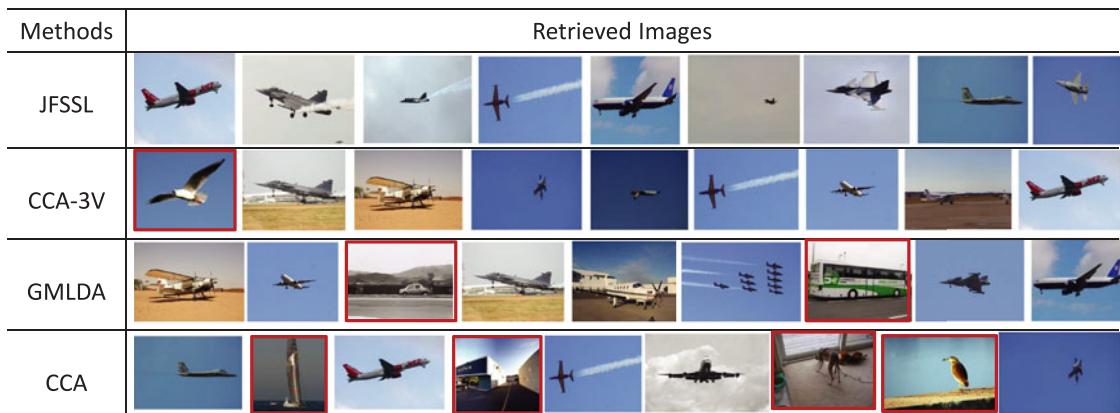 Methods Retrieved Images
JFSSL
CCA-3V
GMLDA
CCA